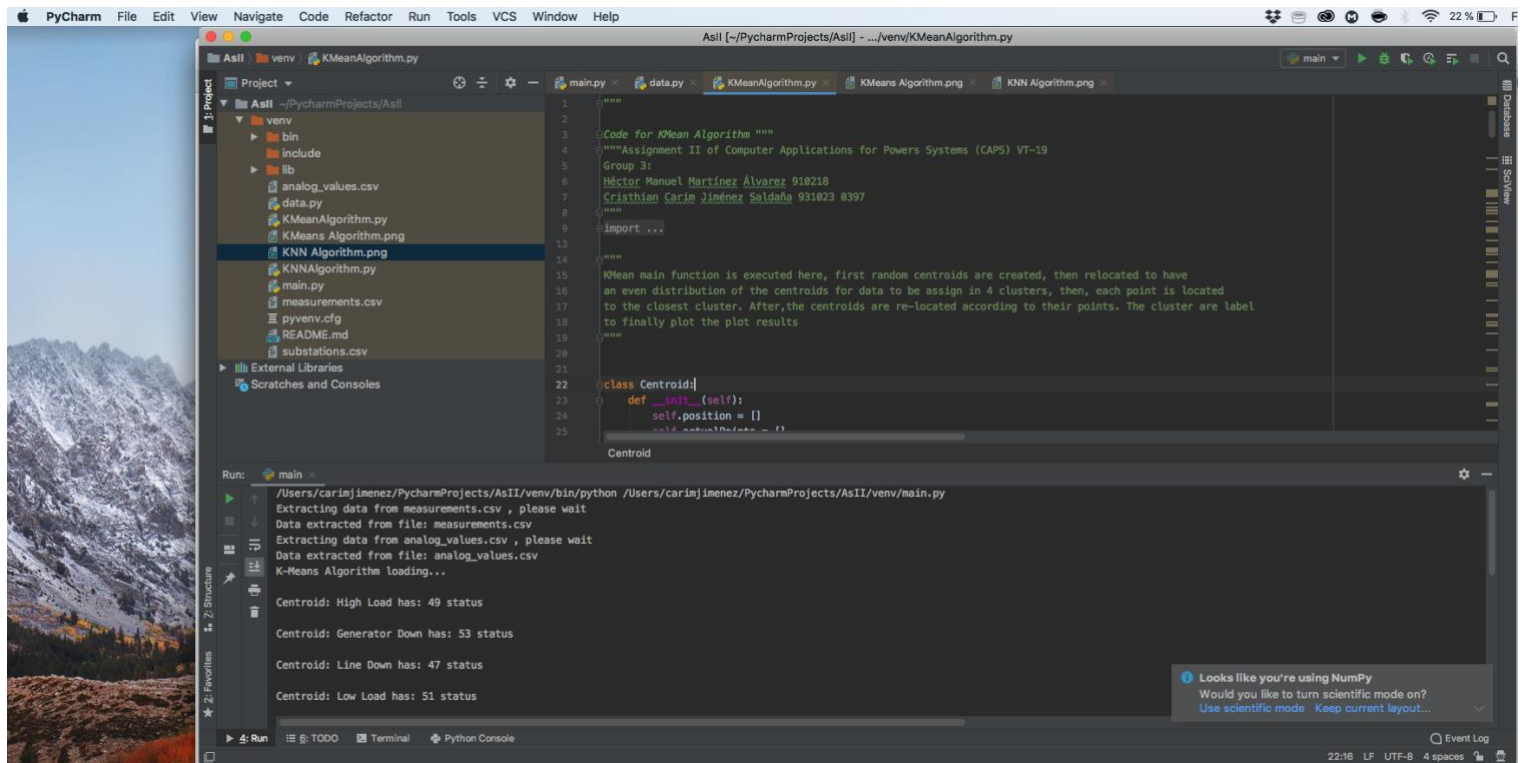 PyCharm File Edit View Navigate Code Refactor Run Tools VCS Window Help 22 % F
AsII [~/PycharmProjects/AsII] - .../venv/KMeanAlgorithm.py
AsII venv KMeanAlgorithm.py main
Project main.py data.py KMeanAlgorithm.py KMeans Algorithm.png KNN Algorithm.png
1: Project
AsII ~/PycharmProjects/AsII
venv
bin
include
lib
analog_values.csv
data.py
KMeanAlgorithm.py
KMeans Algorithm.png
KNN Algorithm.png
KNNAlgorithm.py
main.py
measurements.csv
pyvenv.cfg
README.md
substations.csv
External Libraries
Scratches and Consoles
1 """
2
3 Code for KMean Algorithm """
4 """Assignment II of Computer Applications for Powers Systems (CAPS) VT-19
5 Group 3:
6 Héctor Manuel Martínez Álvarez 910218
7 Cristhian Carim Jiménez Saldaña 931023 0397
8 """
9 import ...
13
14 """
15 KMean main function is executed here, first random centroids are created, then relocated to have
16 an even distribution of the centroids for data to be assign in 4 clusters, then, each point is located
17 to the closest cluster. After,the centroids are re-located according to their points. The cluster are label
18 to finally plot the plot results
19 """
20
21
22 class Centroid:
23 def __init__(self):
24 self.position = []
25 self.actualPoints = []
Centroid
Database
SciView
Run: main
/Users/carimjimenez/PycharmProjects/AsII/venv/bin/python /Users/carimjimenez/PycharmProjects/AsII/venv/main.py
Extracting data from measurements.csv , please wait
Data extracted from file: measurements.csv
Extracting data from analog_values.csv , please wait
Data extracted from file: analog_values.csv
K-Means Algorithm loading...
Centroid: High Load has: 49 status
Centroid: Generator Down has: 53 status
Centroid: Line Down has: 47 status
Centroid: Low Load has: 51 status
Z: Structure
2: Favorites
Looks like you're using NumPy
Would you like to turn scientific mode on?
Use scientific mode Keep current layout...
4: Run 6: TODO Terminal Python Console Event Log
22:16 LF UTF-8 4 spaces